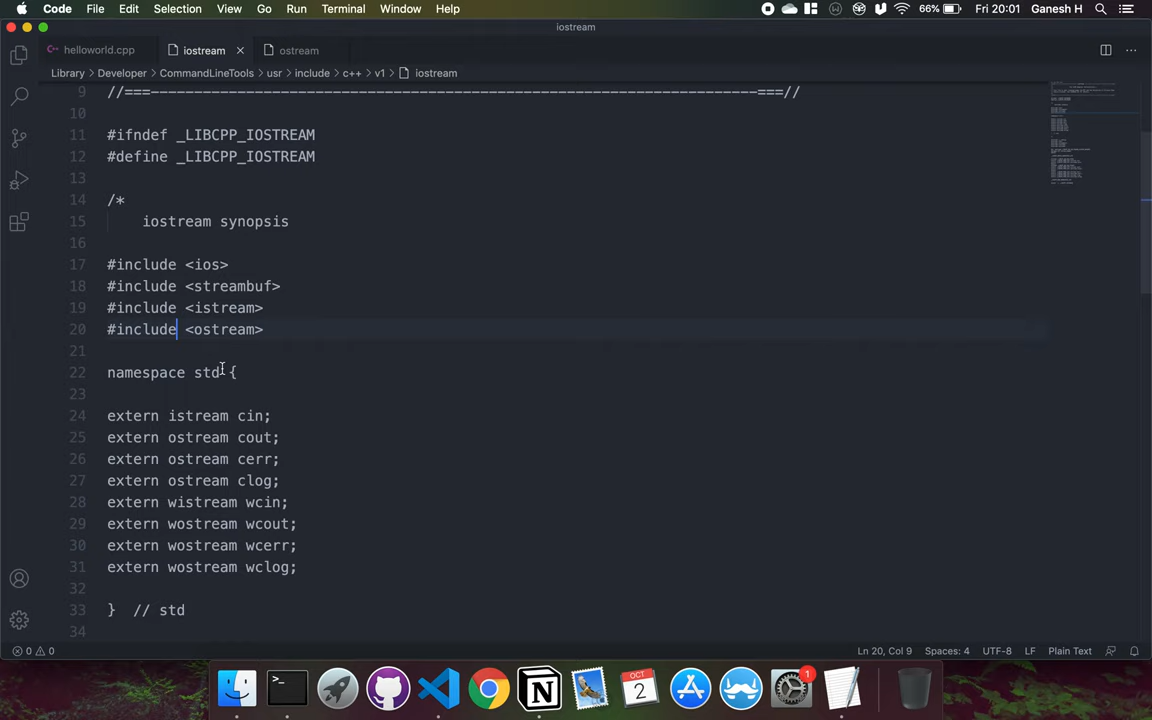 Code File Edit Selection View Go Run Terminal Window Help 66% Fri 20:01 Ganesh H
iostream
helloworld.cpp iostream ostream
Library > Developer > CommandLineTools > usr > include > c++ > v1 > iostream
9 //===----------------------------------------------------------------------===//
10
11 #ifndef _LIBCPP_IOSTREAM
12 #define _LIBCPP_IOSTREAM
13
14 /*
15 iostream synopsis
16
17 #include <ios>
18 #include <streambuf>
19 #include <istream>
20 #include <ostream>
21
22 namespace std {
23
24 extern istream cin;
25 extern ostream cout;
26 extern ostream cerr;
27 extern ostream clog;
28 extern wistream wcin;
29 extern wostream wcout;
30 extern wostream wcerr;
31 extern wostream wclog;
32
33 } // std
34
0 0 Ln 20, Col 9 Spaces: 4 UTF-8 LF Plain Text
>_ N OCT 2 1